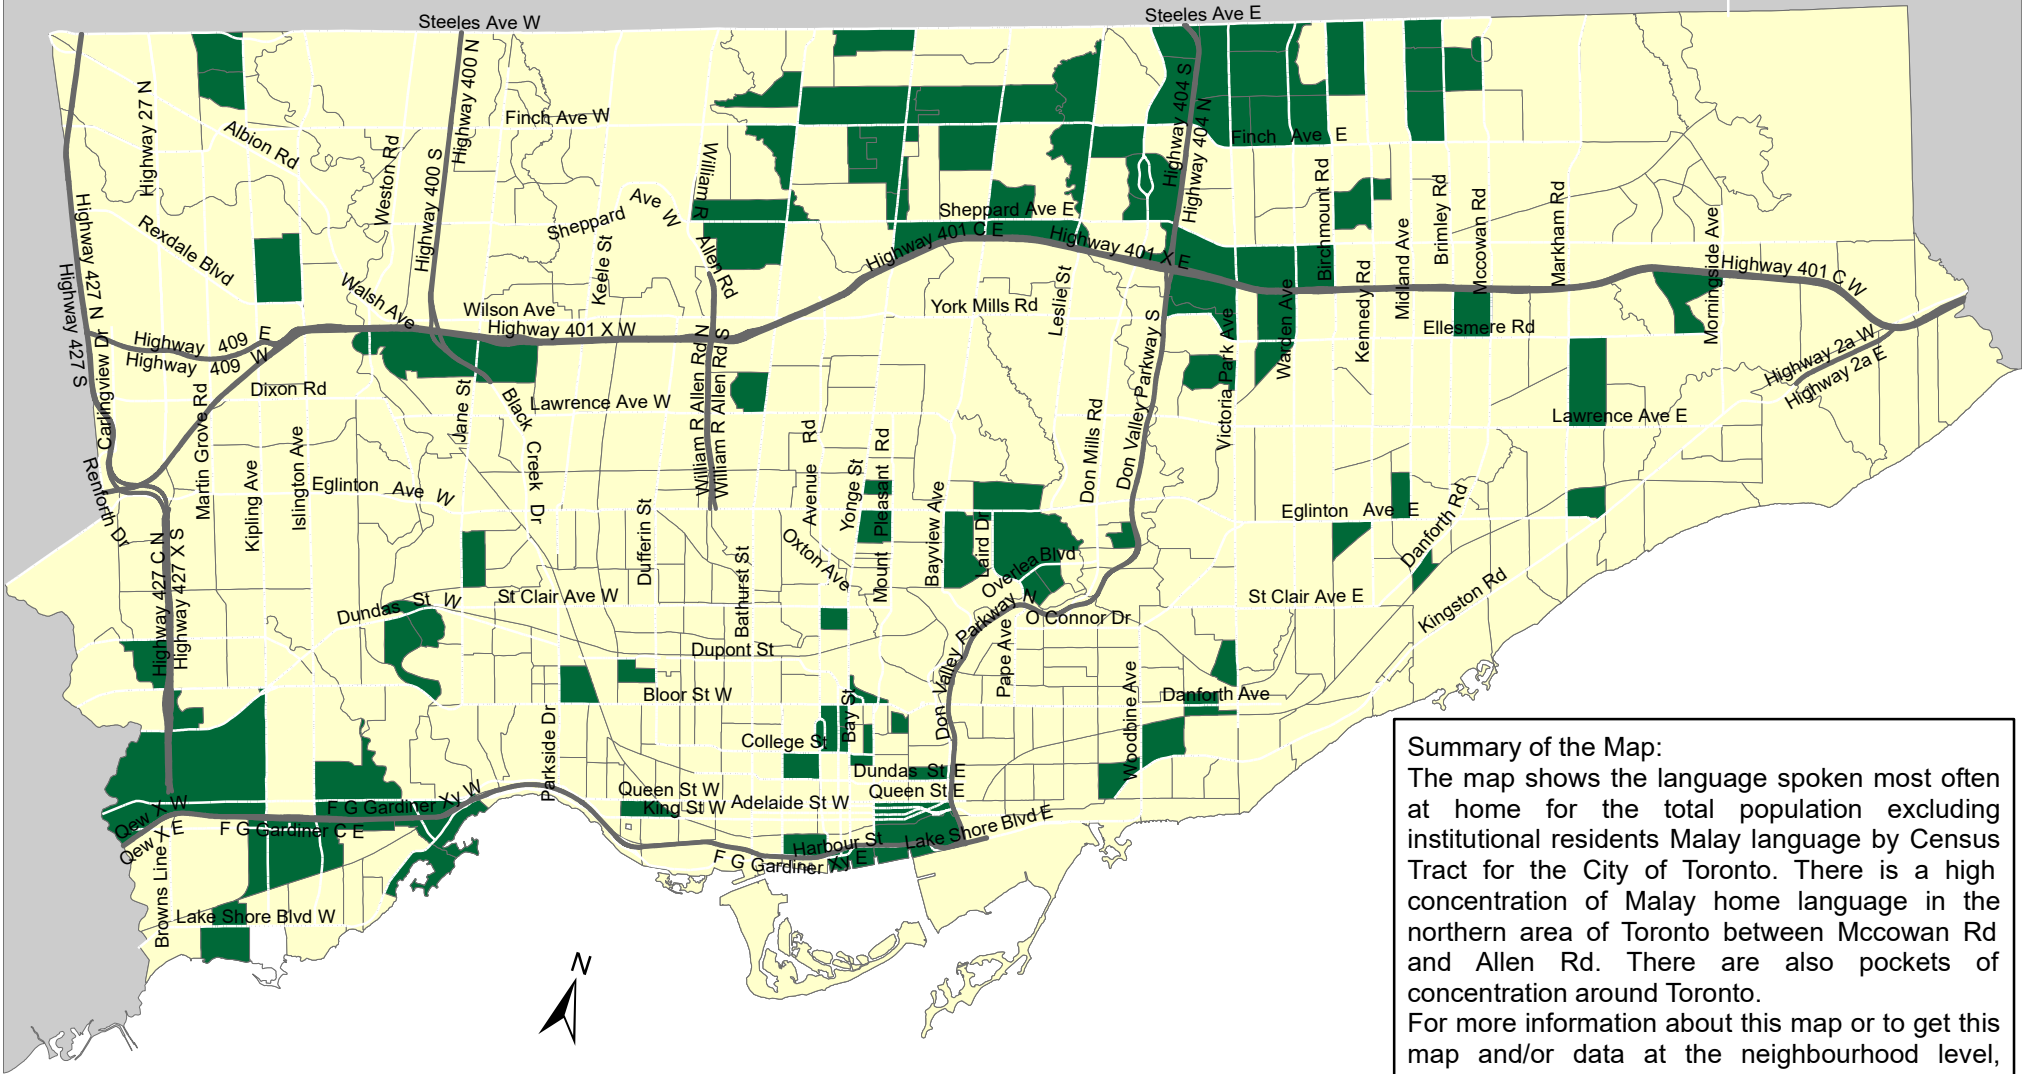 Steeles Ave W
Steeles Ave E
Highway 27 N
Albion Rd
Weston Rd
Highway 400 N
Highway 400 S
Finch Ave W
Finch Ave E
William R
Allen Rd
Highway 404 S
Highway 404 N
Sheppard Ave W
Sheppard Ave E
Keele St
Rexdale Blvd
Walsh Ave
Highway 427 N
Highway 427 S
Highway 409 E
Highway 409 W
Wilson Ave
Highway 401 X W
Highway 401 C E
Highway 401 X E
Highway 401 C W
York Mills Rd
Leslie St
Birchmount Rd
Kennedy Rd
Midland Ave
Brimley Rd
Mccowan Rd
Markham Rd
Morningside Ave
Ellesmere Rd
Warden Ave
Victoria Park Ave
Highway 2a W
Highway 2a E
Carlingview Dr
Renforth Dr
Dixon Rd
Martin Grove Rd
Kipling Ave
Islington Ave
Jane St
Black Creek Dr
Lawrence Ave W
Lawrence Ave E
William R Allen Rd N
William R Allen Rd S
Avenue Rd
Yonge St
Mount Pleasant Rd
Bayview Ave
Laird Dr
Don Mills Rd
Don Valley Parkway S
Eglinton Ave W
Eglinton Ave E
Danforth Rd
Kingston Rd
Highway 427 C N
Highway 427 X S
Dufferin St
Bathurst St
Oxton Ave
Overlea Blvd
Dundas St W
St Clair Ave W
St Clair Ave E
O Connor Dr
Don Valley Parkway N
Pape Ave
Dupont St
Bloor St W
Danforth Ave
Woodbine Ave
Parkside Dr
Bay St
College St
Dundas St E
Queen St W
Queen St E
King St W
Adelaide St W
Harbour St
Lake Shore Blvd E
F G Gardiner Xy W
F G Gardiner C E
F G Gardiner Xy E
Qew X W
Qew X E
Browns Line
Lake Shore Blvd W
N
Summary of the Map:
The map shows the language spoken most often
at home for the total population excluding
institutional residents Malay language by Census
Tract for the City of Toronto. There is a high
concentration of Malay home language in the
northern area of Toronto between Mccowan Rd
and Allen Rd. There are also pockets of
concentration around Toronto.
For more information about this map or to get this
map and/or data at the neighbourhood level,